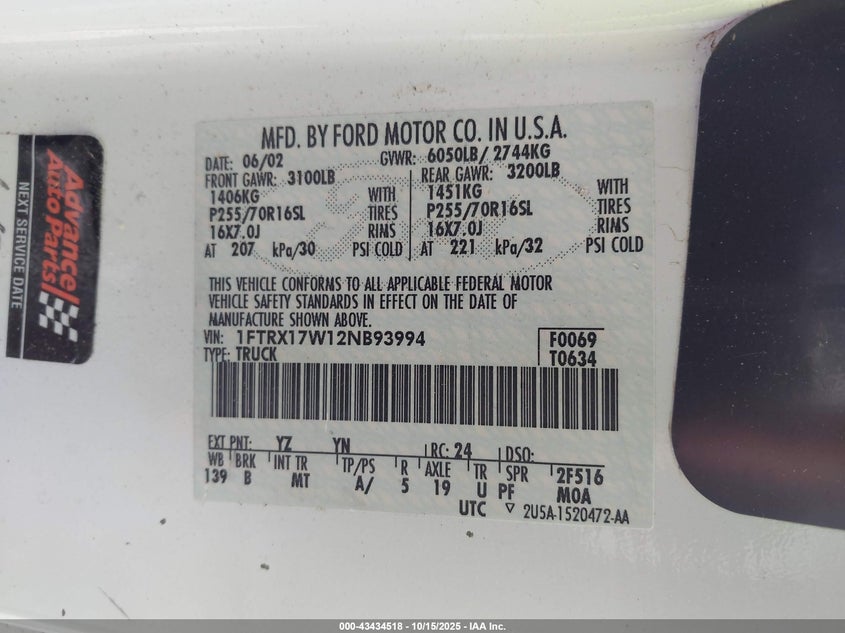 MFD. BY FORD MOTOR CO. IN U.S.A.
DATE: 06/02 GVWR: 6050LB/ 2744KG
FRONT GAWR: 3100LB REAR GAWR: 3200LB
1406KG WITH 1451KG WITH
P255/70R16SL TIRES P255/70R16SL TIRES
16X7.0J RIMS 16X7.0J RIMS
AT 207 kPa/30 PSI COLD AT 221 kPa/32 PSI COLD
THIS VEHICLE CONFORMS TO ALL APPLICABLE FEDERAL MOTOR
VEHICLE SAFETY STANDARDS IN EFFECT ON THE DATE OF
MANUFACTURE SHOWN ABOVE.
VIN: 1FTRX17W12NB93994 F0069
TYPE: TRUCK T0634
EXT PNT: YZ YN RC: 24 DSO:
WB BRK INT TR TP/PS R AXLE TR SPR 2F516
139 B MT A/ 5 19 U PF MOA
UTC ▽ 2U5A-1520472-AA
Advance
Auto Parts
NEXT SERVICE DATE
000-43434518 - 10/15/2025 - IAA Inc.